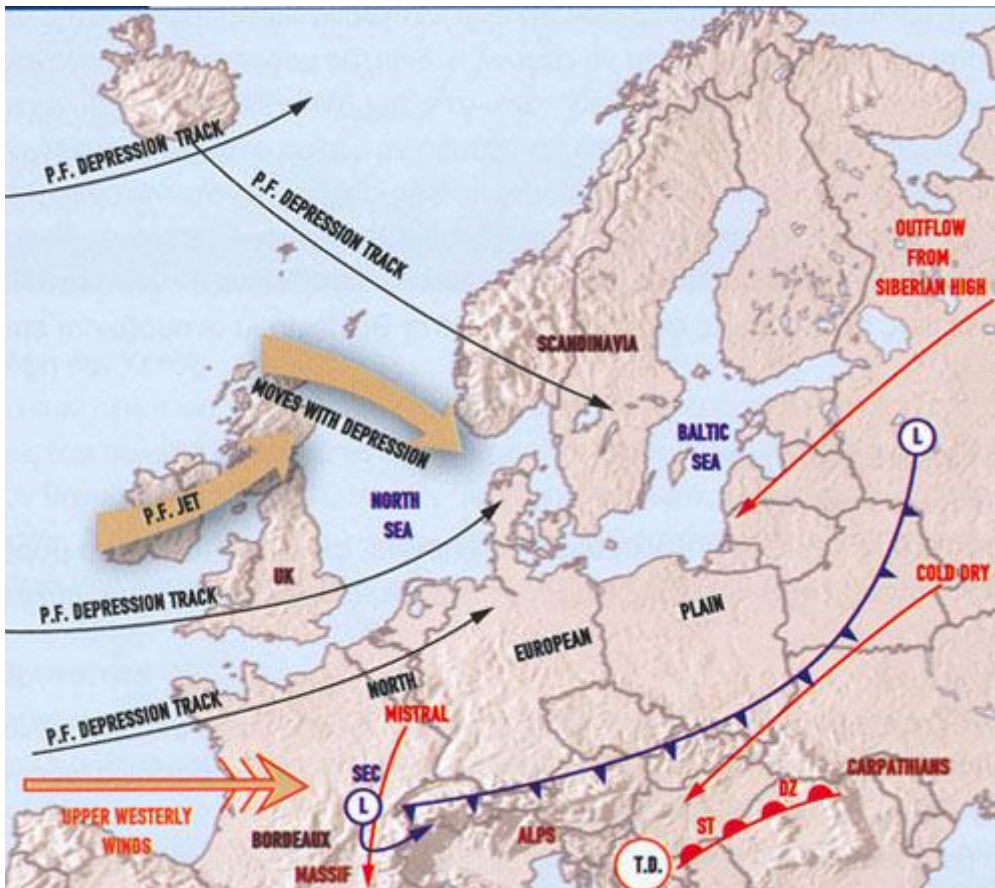 P.F. DEPRESSION TRACK
P.F. DEPRESSION TRACK
OUTFLOW
FROM
SIBERIAN HIGH
SCANDINAVIA
MOVES WITH DEPRESSION
BALTIC
SEA
L
P.F. JET
NORTH
SEA
UK
COLD DRY
P.F. DEPRESSION TRACK
PLAIN
EUROPEAN
NORTH
P.F. DEPRESSION TRACK
MISTRAL
SEC
L
CARPATHIANS
DZ
UPPER WESTERLY
WINDS
BORDEAUX
ALPS
ST
MASSIF
T.D.